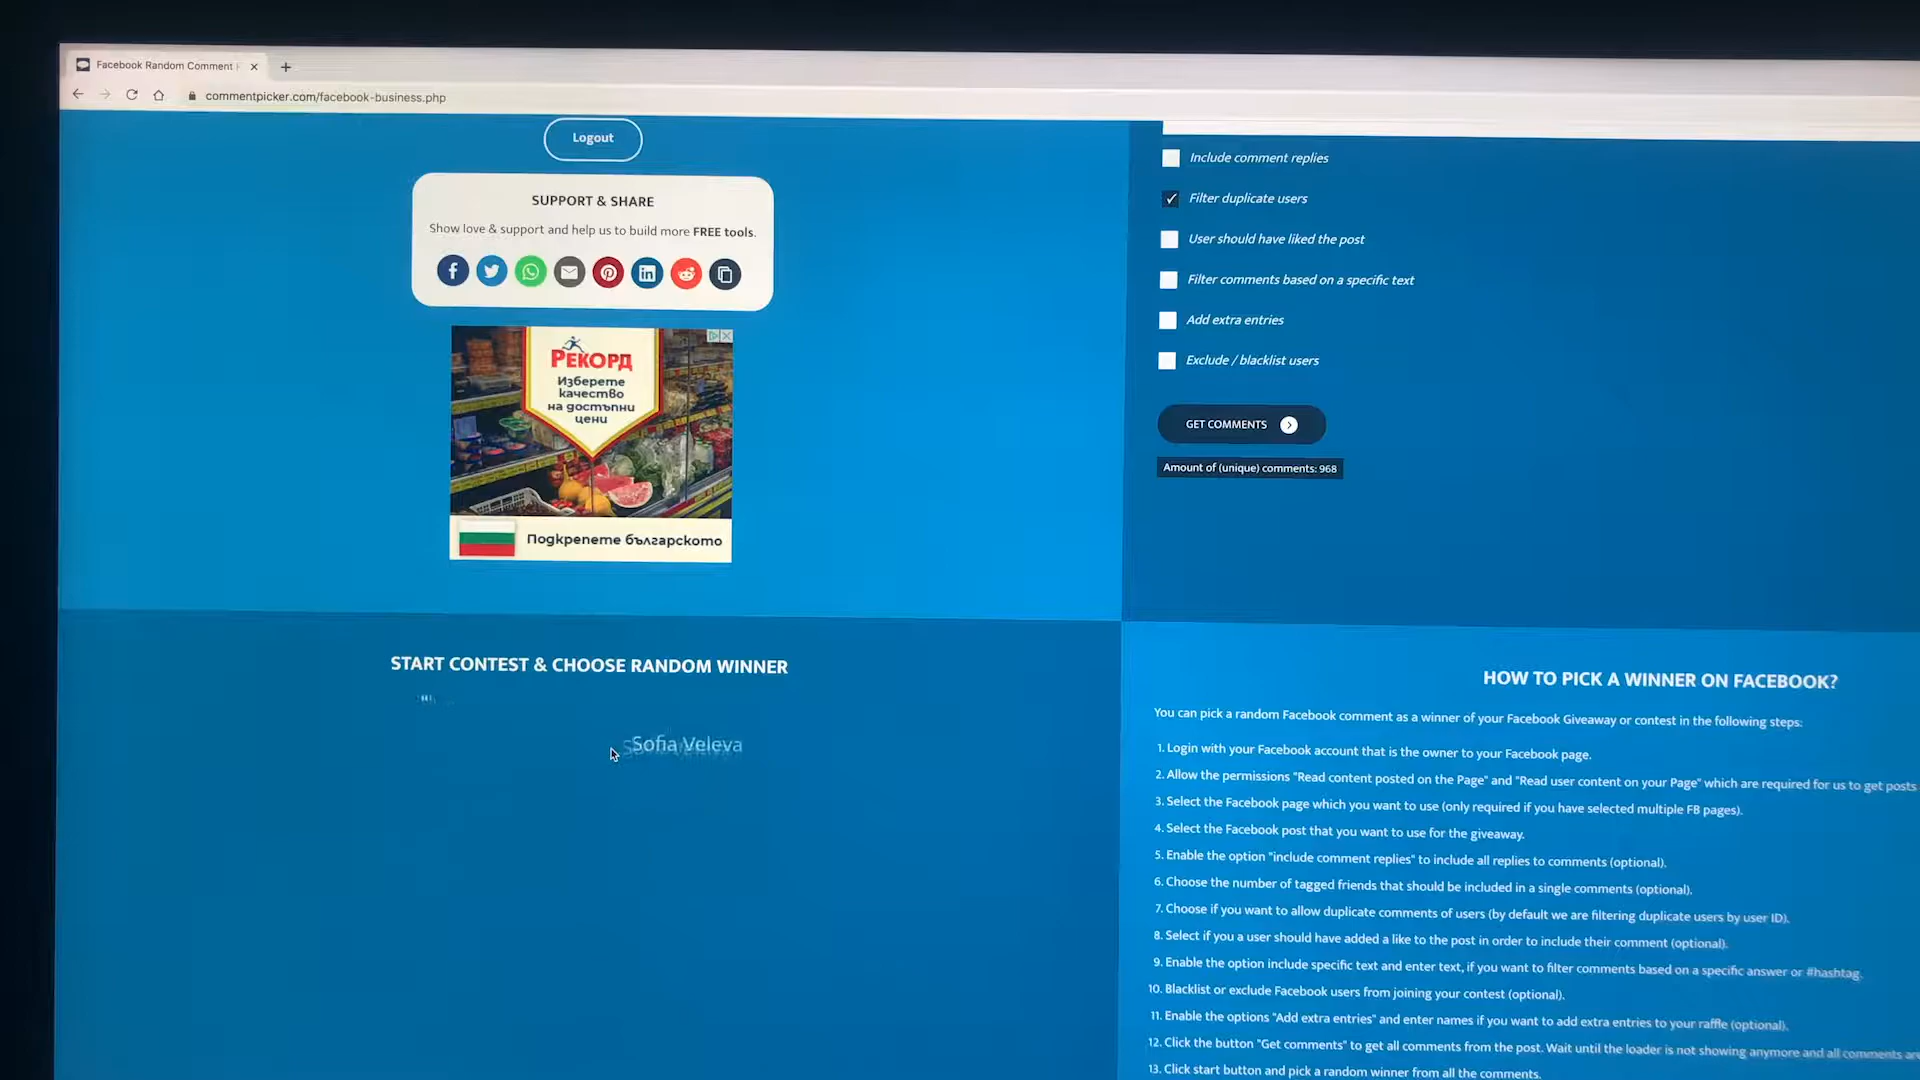 Facebook Random Comment
commentpicker.com/facebook-business.php
Logout
SUPPORT & SHARE
Show love & support and help us to build more FREE tools.
РЕКОРД
Изберете
качество
на достъпни
цени
Подкрепете българското
Include comment replies
Filter duplicate users
User should have liked the post
Filter comments based on a specific text
Add extra entries
Exclude / blacklist users
GET COMMENTS
Amount of (unique) comments: 968
START CONTEST & CHOOSE RANDOM WINNER
Sofia Veleva
HOW TO PICK A WINNER ON FACEBOOK?
You can pick a random Facebook comment as a winner of your Facebook Giveaway or contest in the following steps:
1. Login with your Facebook account that is the owner to your Facebook page.
2. Allow the permissions "Read content posted on the Page" and "Read user content on your Page" which are required for us to get posts
3. Select the Facebook page which you want to use (only required if you have selected multiple FB pages).
4. Select the Facebook post that you want to use for the giveaway.
5. Enable the option "include comment replies" to include all replies to comments (optional).
6. Choose the number of tagged friends that should be included in a single comments (optional).
7. Choose if you want to allow duplicate comments of users (by default we are filtering duplicate users by user ID).
8. Select if you a user should have added a like to the post in order to include their comment (optional).
9. Enable the option include specific text and enter text, if you want to filter comments based on a specific answer or #hashtag.
10. Blacklist or exclude Facebook users from joining your contest (optional).
11. Enable the options "Add extra entries" and enter names if you want to add extra entries to your raffle (optional).
12. Click the button "Get comments" to get all comments from the post. Wait until the loader is not showing anymore and all comments are
13. Click start button and pick a random winner from all the comments.